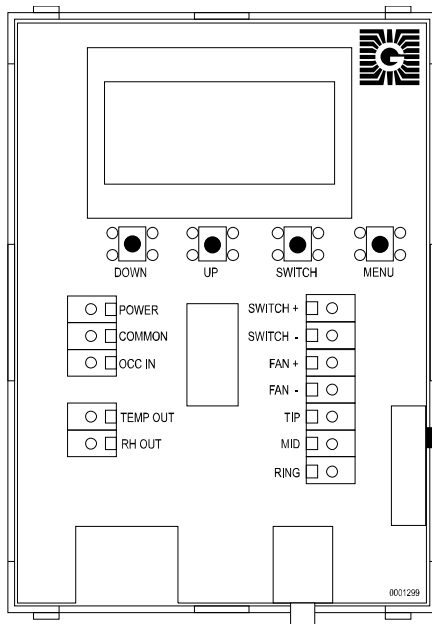 G
DOWN UP SWITCH MENU
POWER
COMMON
OCC IN
TEMP OUT
RH OUT
SWITCH +
SWITCH -
FAN +
FAN -
TIP
MID
RING
0001299